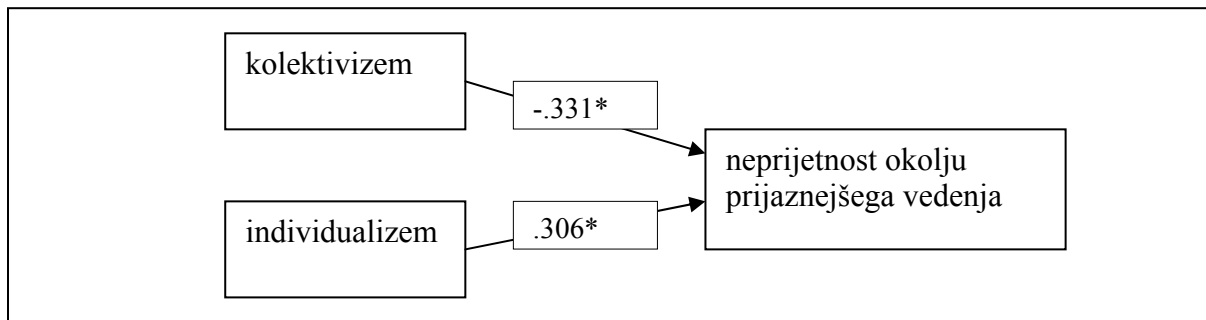 kolektivizem
-.331*
neprijetnost okolju
prijaznejšega vedenja
individualizem
.306*